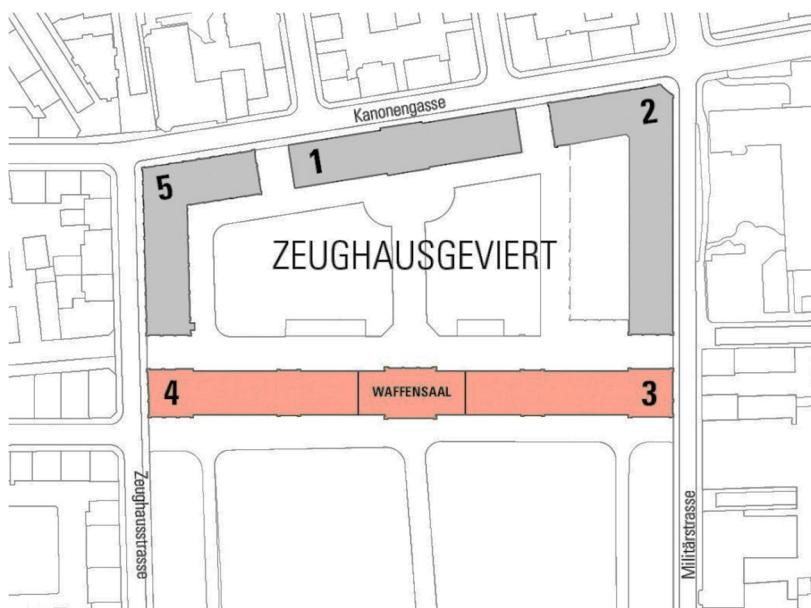 Kanonengasse
2
1
5
ZEUGHAUSGEVIERT
4
WAFFENSAAL
3
Zeughausstrasse
Militärstrasse